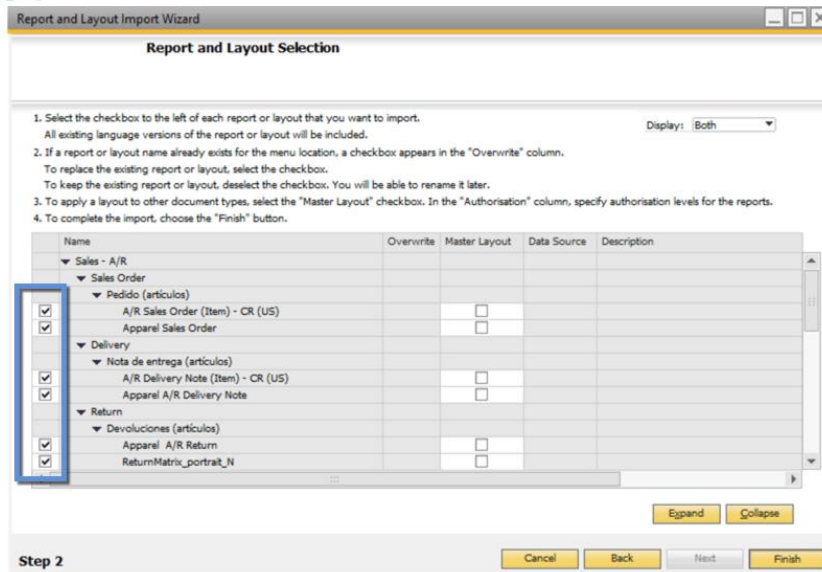 Report and Layout Import Wizard
Report and Layout Selection
1. Select the checkbox to the left of each report or layout that you want to import.
All existing language versions of the report or layout will be included.
Display: Both
2. If a report or layout name already exists for the menu location, a checkbox appears in the "Overwrite" column.
To replace the existing report or layout, select the checkbox.
To keep the existing report or layout, deselect the checkbox. You will be able to rename it later.
3. To apply a layout to other document types, select the "Master Layout" checkbox. In the "Authorisation" column, specify authorisation levels for the reports.
4. To complete the import, choose the "Finish" button.
Name Overwrite Master Layout Data Source Description
Sales - A/R
Sales Order
Pedido (artículos)
A/R Sales Order (Item) - CR (US)
Apparel Sales Order
Delivery
Nota de entrega (artículos)
A/R Delivery Note (Item) - CR (US)
Apparel A/R Delivery Note
Return
Devoluciones (artículos)
Apparel A/R Return
ReturnMatrix_portrait_N
Expand Collapse
Step 2 Cancel Back Next Finish